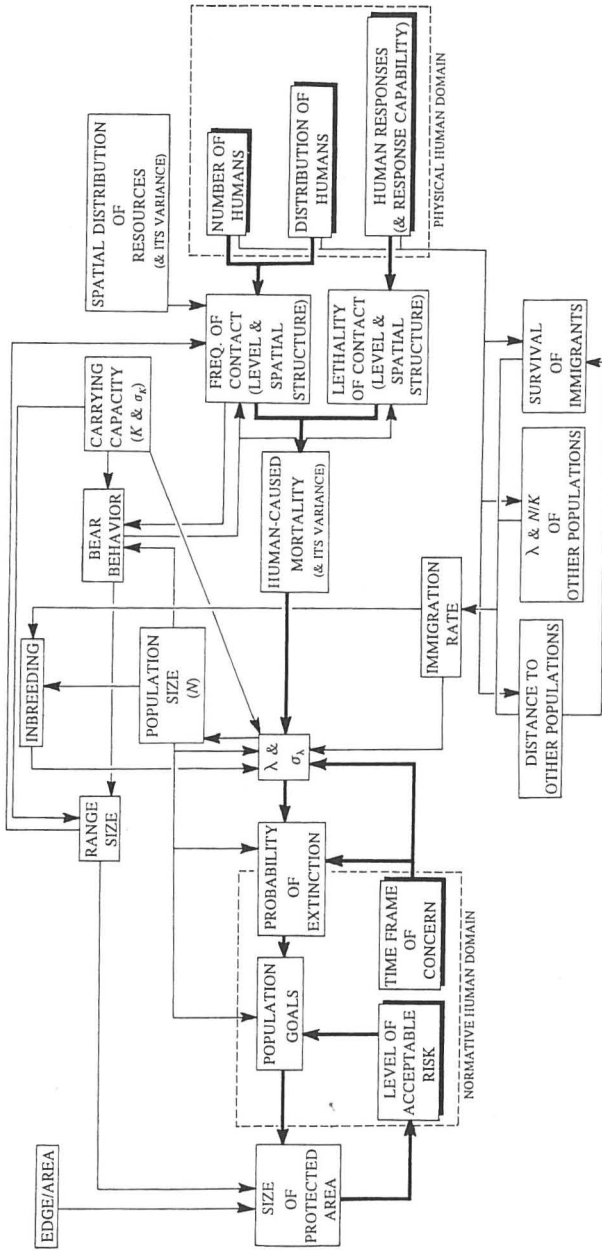 EDGE/AREA
SIZE
OF
PROTECTED
AREA
POPULATION
GOALS
LEVEL OF
ACCEPTABLE
RISK
NORMATIVE HUMAN DOMAIN
PROBABILITY
OF
EXTINCTION
TIME FRAME
OF
CONCERN
RANGE
SIZE
INBREEDING
POPULATION
SIZE
(N)
λ &
σλ
BEAR
BEHAVIOR
CARRYING
CAPACITY
(K & σK)
HUMAN-CAUSED
MORTALITY
(& ITS VARIANCE)
IMMIGRATION
RATE
SPATIAL DISTRIBUTION
OF
RESOURCES
(& ITS VARIANCE)
FREQ. OF
CONTACT
(LEVEL &
SPATIAL
STRUCTURE)
LETHALITY
OF CONTACT
(LEVEL &
SPATIAL
STRUCTURE)
NUMBER OF
HUMANS
DISTRIBUTION OF
HUMANS
HUMAN RESPONSES
(& RESPONSE CAPABILITY)
PHYSICAL HUMAN DOMAIN
DISTANCE TO
OTHER POPULATIONS
λ & N/K
OF
OTHER POPULATIONS
SURVIVAL
OF
IMMIGRANTS